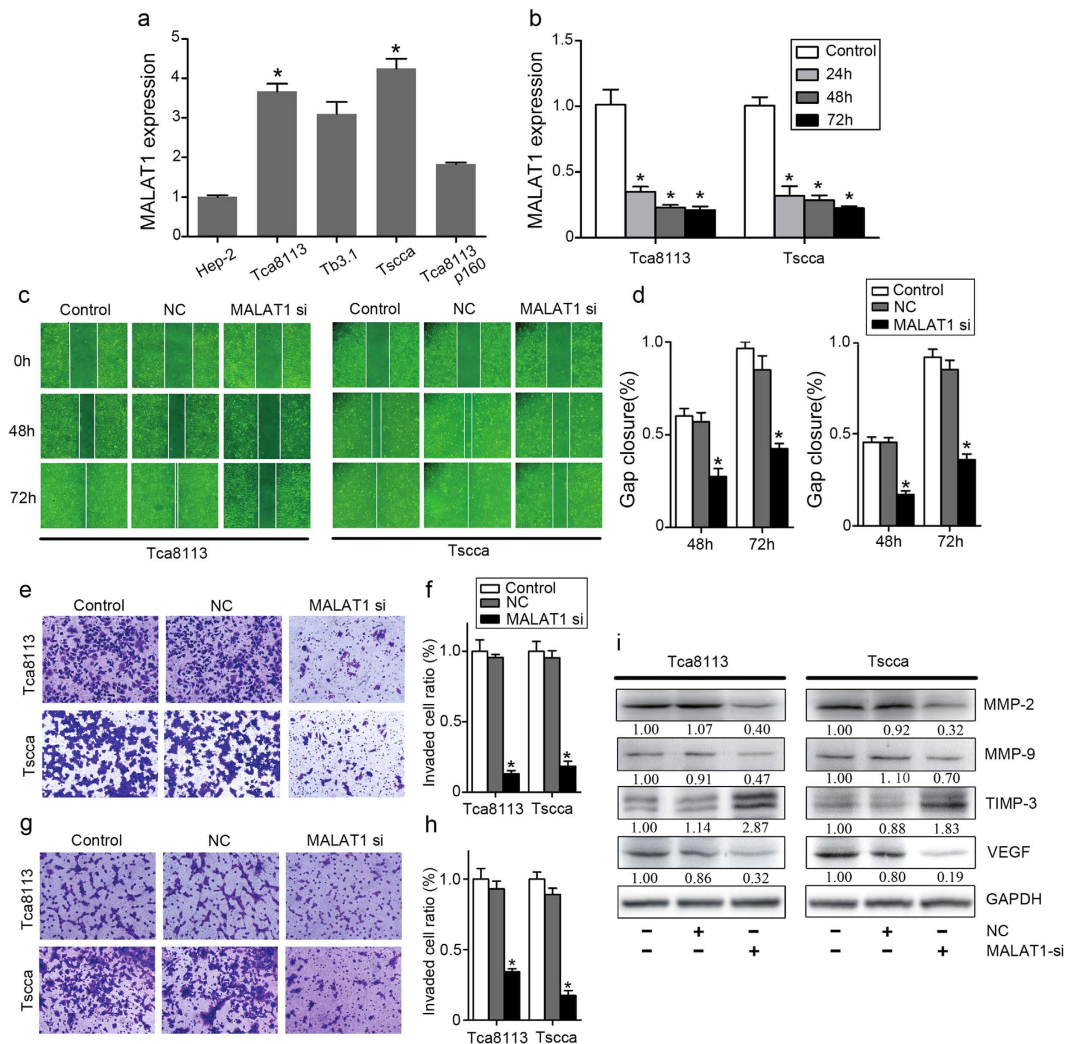 a
MALAT1 expression
5
4
3
2
1
0
*
*
Hep-2
Tca8113
Tb3.1
Tscca
Tca8113
p160
b
MALAT1 expression
1.5
1.0
0.5
0
Control
24h
48h
72h
* * *
* * *
Tca8113
Tscca
c
Control NC MALAT1 si
Control NC MALAT1 si
0h
48h
72h
Tca8113
Tscca
d
Control
NC
MALAT1 si
Gap closure(%)
1.0
0.5
0
*
*
48h
72h
Gap closure(%)
1.0
0.5
0
*
*
48h
72h
e
Control NC MALAT1 si
Tca8113
Tscca
f
Control
NC
MALAT1 si
Invaded cell ratio (%)
1.0
0.5
0
*
*
Tca8113
Tscca
g
Control NC MALAT1 si
Tca8113
Tscca
h
Invaded cell ratio (%)
1.0
0.5
0
*
*
Tca8113
Tscca
i
Tca8113 Tscca
MMP-2
1.00 1.07 0.40 1.00 0.92 0.32
MMP-9
1.00 0.91 0.47 1.00 1.10 0.70
TIMP-3
1.00 1.14 2.87 1.00 0.88 1.83
VEGF
1.00 0.86 0.32 1.00 0.80 0.19
GAPDH
– + – – + – NC
– – + – – + MALAT1-si